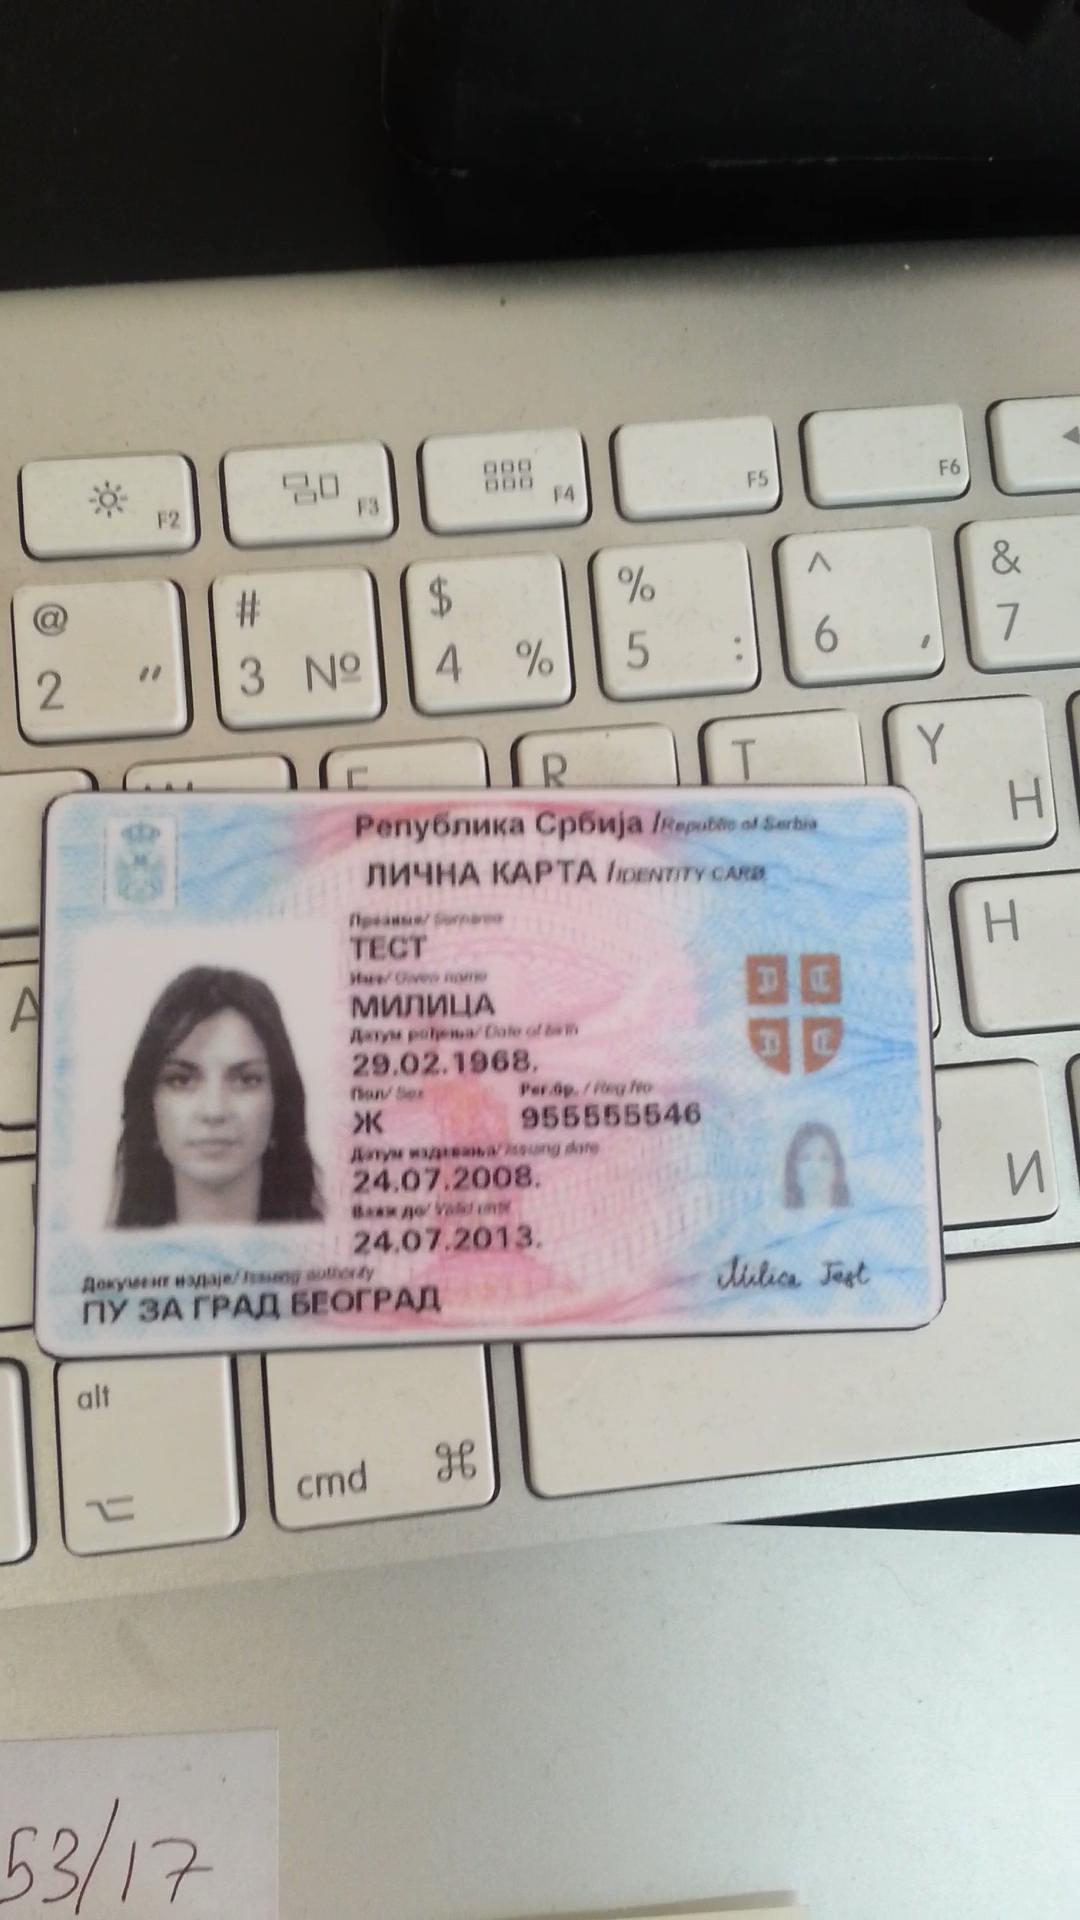 F2
F3
F4
F5
F6
@
#
$
%
^
&
2 "
3 №
4 %
5 :
6 ,
7
R
T
Y
Н
Република Србија /Republic of Serbia
ЛИЧНА КАРТА /IDENTITY CARD
Презиме/ Surname
ТЕСТ
Име/ Given name
МИЛИЦА
Датум рођења/ Date of birth
29.02.1968.
Пол/ Sex
Рег.бр. / Reg.No
Ж
955555546
Датум издавања/ Issuing date
24.07.2008.
Важи до/ Valid until
24.07.2013.
Документ издаје/ Issuing authority
ПУ ЗА ГРАД БЕОГРАД
Milica Test
A
H
И
alt
cmd ⌘
53/17